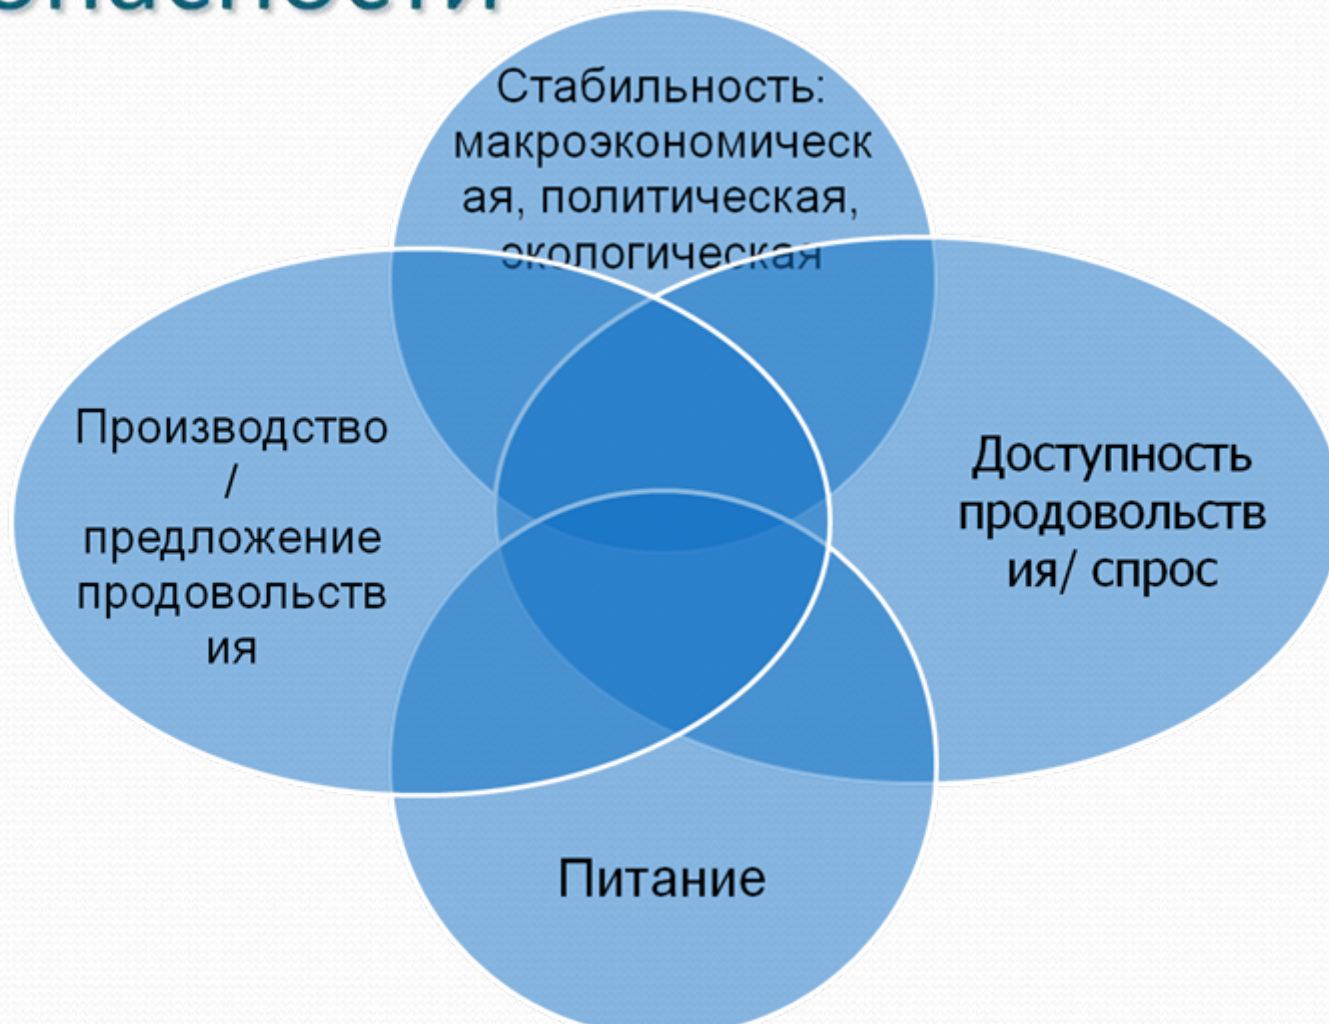 Стабильность:
макроэкономическ
ая, политическая,
экологическая
Производство
/
предложение
продовольств
ия
Доступность
продовольств
ия/ спрос
Питание